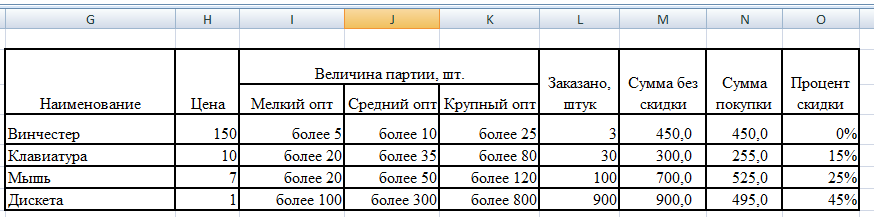 G H I J K L M N O
Величина партии, шт.
Наименование Цена Мелкий опт Средний опт Крупный опт Заказано, штук Сумма без скидки Сумма покупки Процент скидки
Винчестер 150 более 5 более 10 более 25 3 450,0 450,0 0%
Клавиатура 10 более 20 более 35 более 80 30 300,0 255,0 15%
Мышь 7 более 20 более 50 более 120 100 700,0 525,0 25%
Дискета 1 более 100 более 300 более 800 900 900,0 495,0 45%